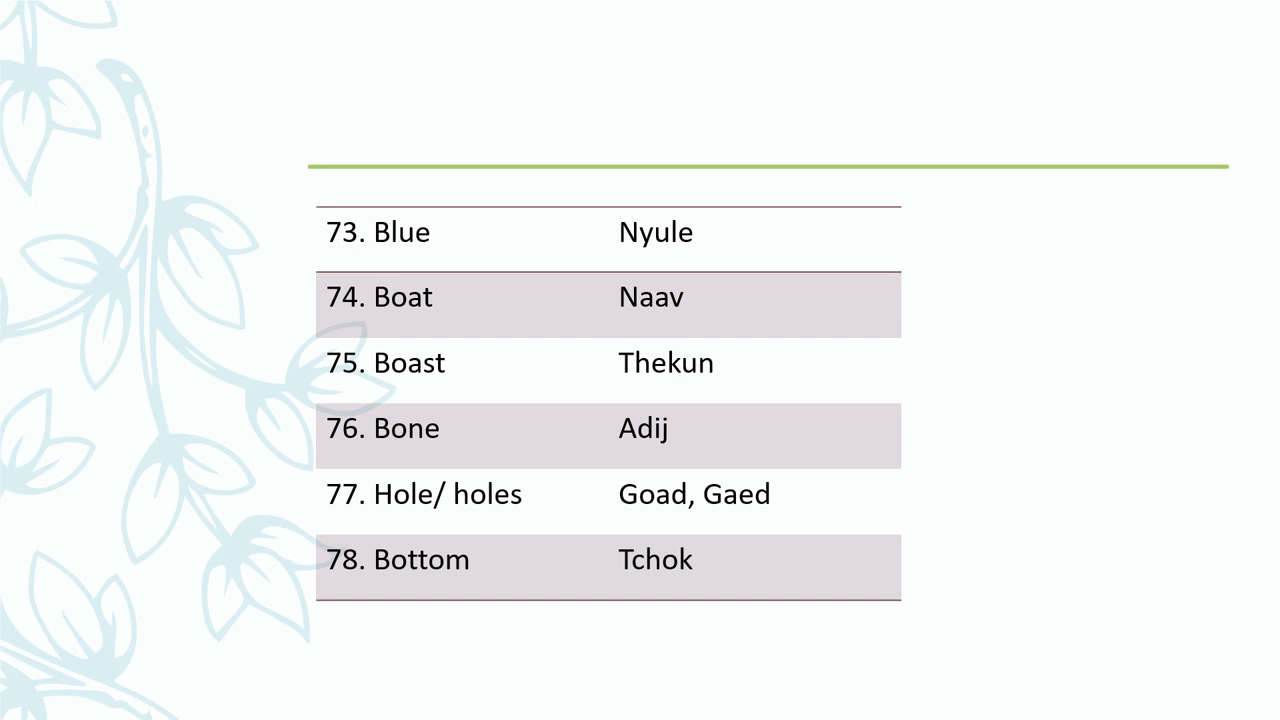 73. Blue Nyule
74. Boat Naav
75. Boast Thekun
76. Bone Adij
77. Hole/ holes Goad, Gaed
78. Bottom Tchok